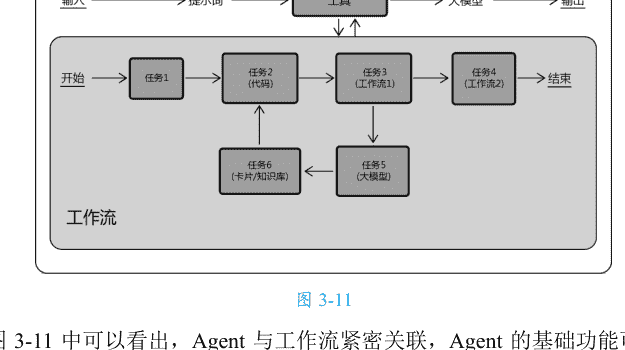 输入 提示词 工具 大模型 输出
开始 任务1 任务2 任务3 任务4 结束
(代码) (工作流1) (工作流2)
任务6 任务5
(卡片/知识库) (大模型)
工作流
图 3-11
图 3-11 中可以看出，Agent 与工作流紧密关联，Agent 的基础功能可